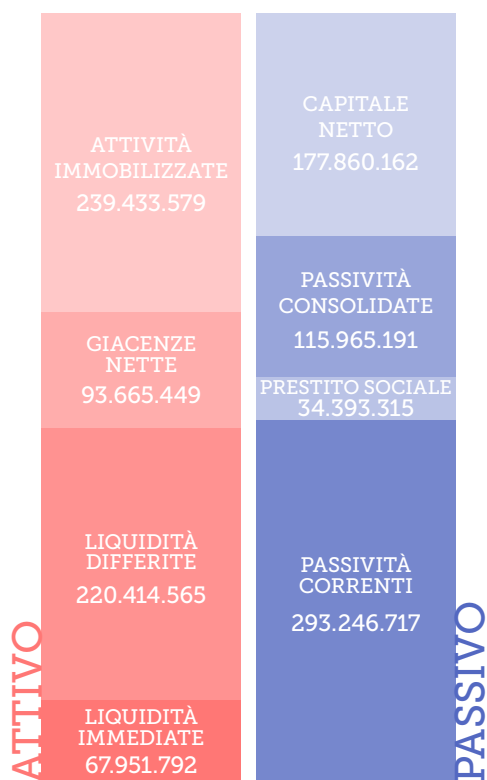 ATTIVITÀ
IMMOBILIZZATE
239.433.579
GIACENZE
NETTE
93.665.449
LIQUIDITÀ
DIFFERITE
220.414.565
LIQUIDITÀ
IMMEDIATE
67.951.792
ATTIVO
CAPITALE
NETTO
177.860.162
PASSIVITÀ
CONSOLIDATE
115.965.191
PRESTITO SOCIALE
34.393.315
PASSIVITÀ
CORRENTI
293.246.717
PASSIVO